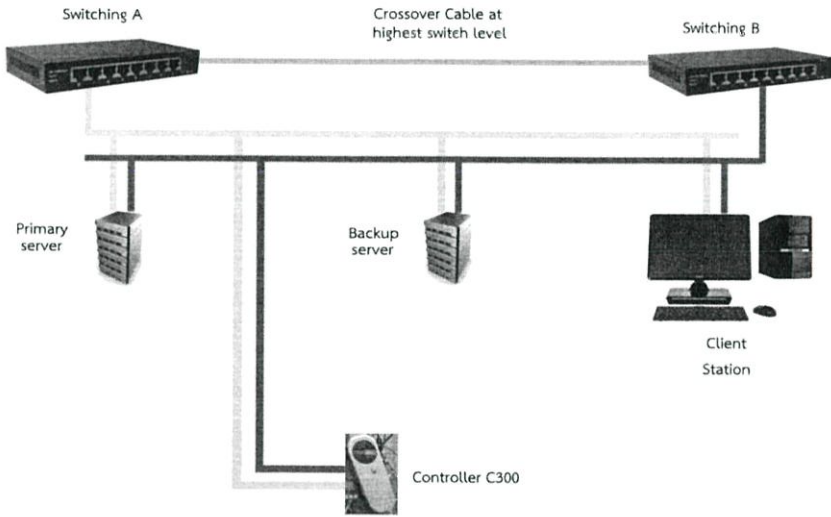 Switching A
Crossover Cable at
highest switch level
Switching B
Primary
server
Backup
server
Client
Station
Controller C300